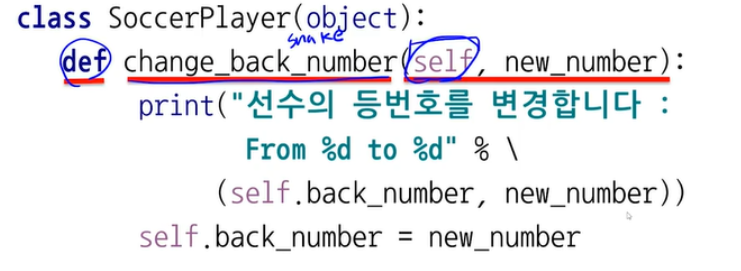 class SoccerPlayer(object):
snake
def change_back_number(self, new_number):
print("선수의 등번호를 변경합니다 :
From %d to %d" % \
(self.back_number, new_number))
self.back_number = new_number